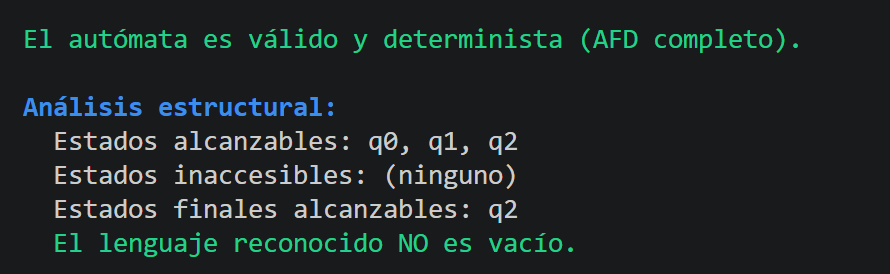 El autómata es válido y determinista (AFD completo).
Análisis estructural:
Estados alcanzables: q0, q1, q2
Estados inaccesibles: (ninguno)
Estados finales alcanzables: q2
El lenguaje reconocido NO es vacío.